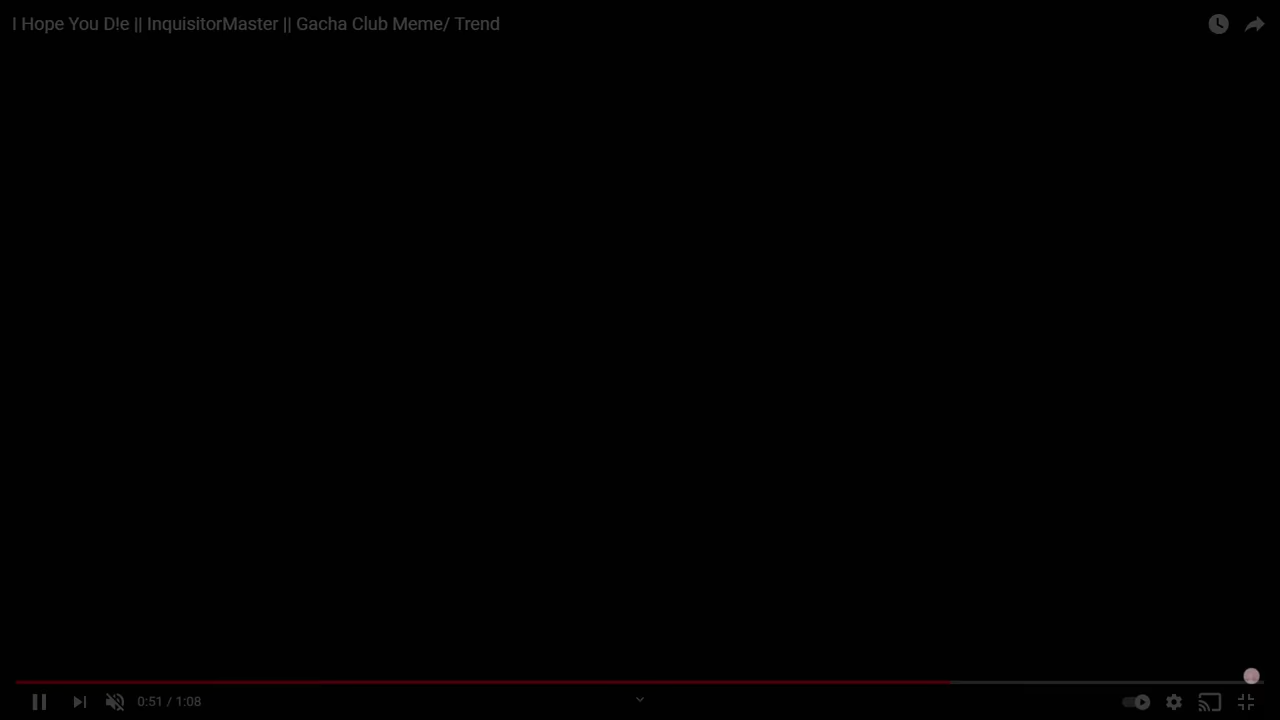 I Hope You D!e || InquisitorMaster || Gacha Club Meme/ Trend
0:51 / 1:08